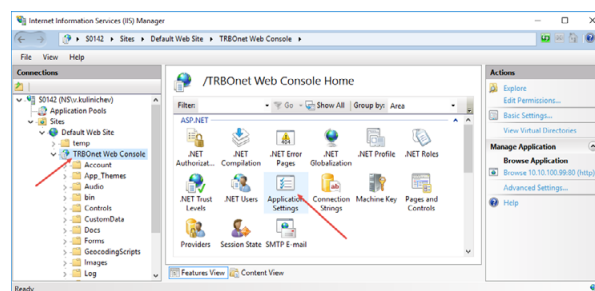 Internet Information Services (IIS) Manager
S0142 Sites Default Web Site TRBOnet Web Console
File View Help
Connections
S0142 (NS\v.kulinichev)
Application Pools
Sites
Default Web Site
temp
TRBOnet Web Console
Account
App_Themes
Audio
bin
Controls
CustomData
Docs
Forms
GeocodingScripts
Images
Log
/TRBOnet Web Console Home
Filter: Go Show All Group by: Area
ASP.NET
.NET Authorizat...
.NET Compilation
.NET Error Pages
.NET Globalization
.NET Profile
.NET Roles
.NET Trust Levels
.NET Users
Application Settings
Connection Strings
Machine Key
Pages and Controls
Providers
Session State
SMTP E-mail
Features View Content View
Actions
Explore
Edit Permissions...
Basic Settings...
View Virtual Directories
Manage Application
Browse Application
Browse 10.10.100.99:80 (http)
Advanced Settings...
Help
Ready